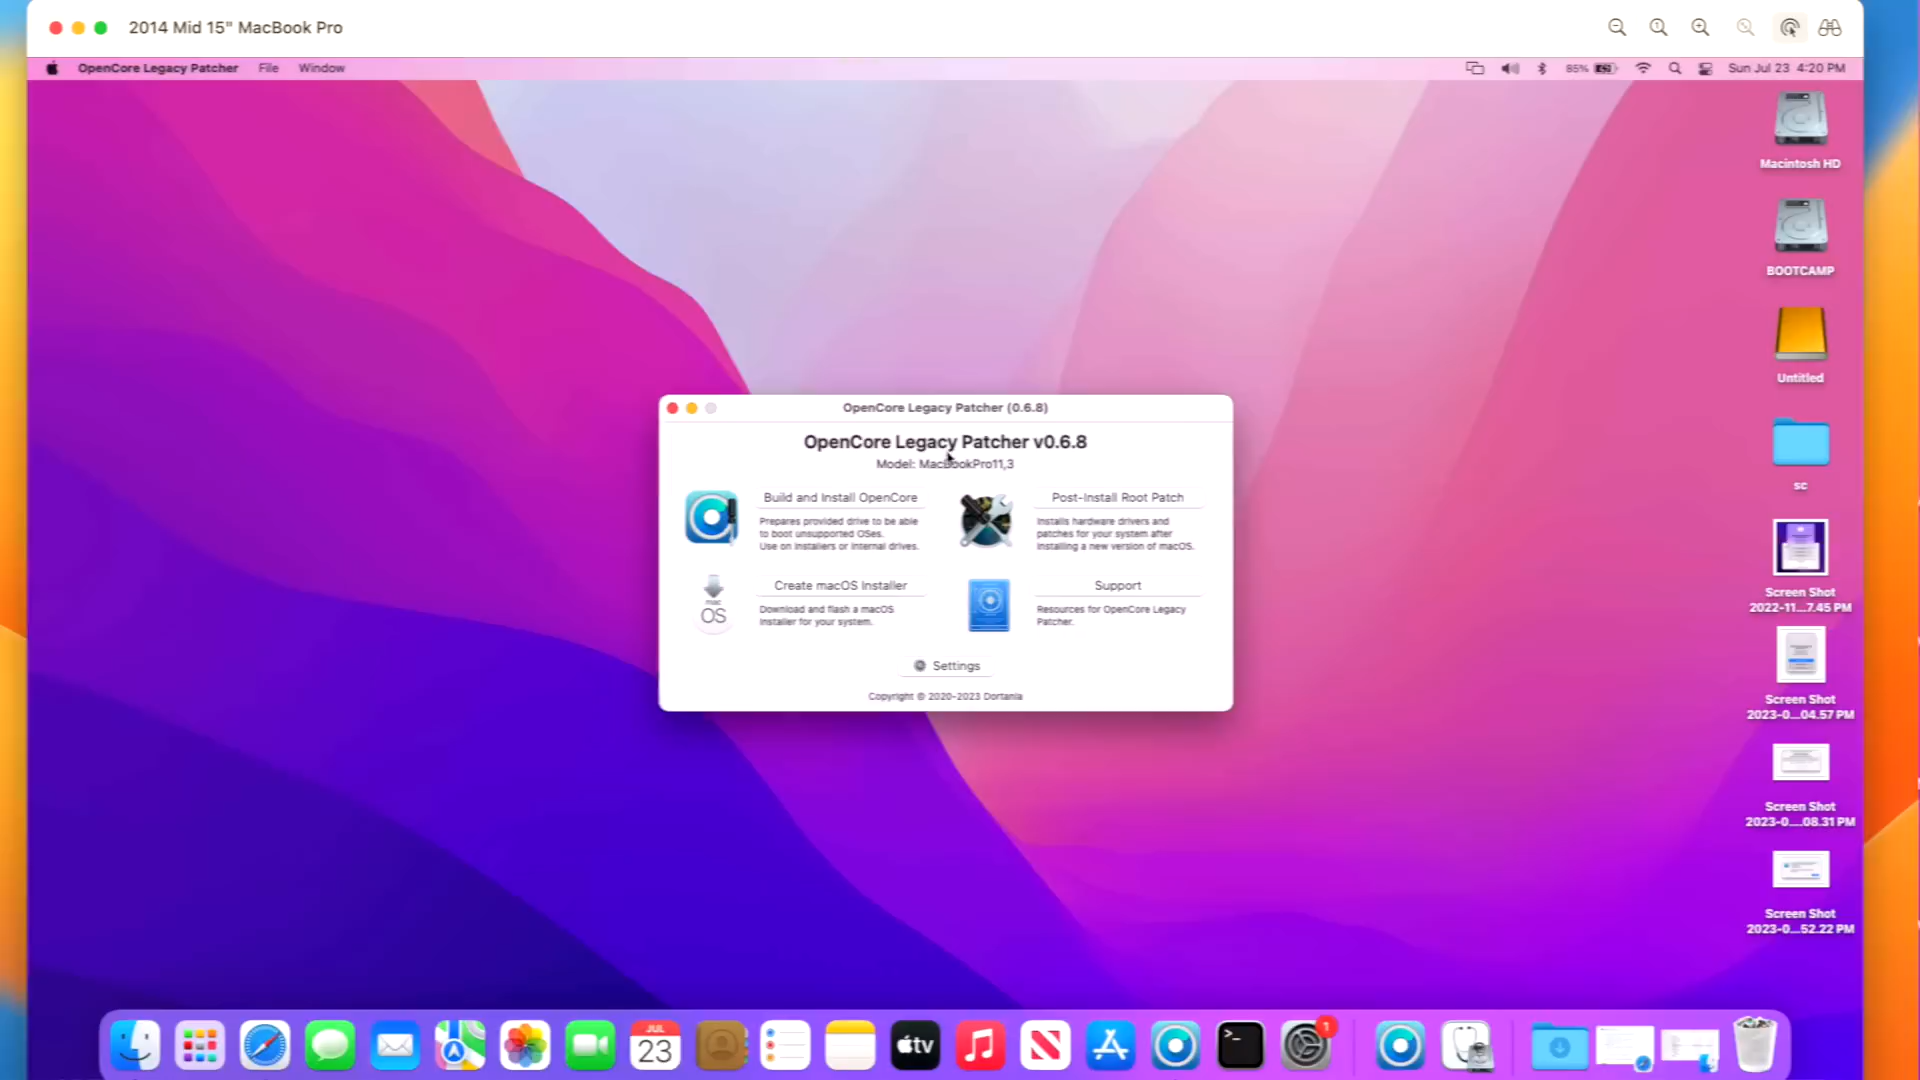 2014 Mid 15" MacBook Pro
OpenCore Legacy Patcher File Window
85%
Sun Jul 23 4:20 PM
Macintosh HD
BOOTCAMP
Untitled
sc
Screen Shot
2022-11...7.45 PM
Screen Shot
2023-0....04.57 PM
Screen Shot
2023-0....08.31 PM
Screen Shot
2023-0...52.22 PM
OpenCore Legacy Patcher (0.6.8)
OpenCore Legacy Patcher v0.6.8
Model: MacBookPro11,3
Build and Install OpenCore
Prepares provided drive to be able
to boot unsupported OSes.
Use on installers or internal drives.
Post-Install Root Patch
Installs hardware drivers and
patches for your system after
installing a new version of macOS.
mac
OS
Create macOS Installer
Download and flash a macOS
Installer for your system.
Support
Resources for OpenCore Legacy
Patcher.
Settings
Copyright © 2020-2023 Dortania
JUL
23
tv
>_
1